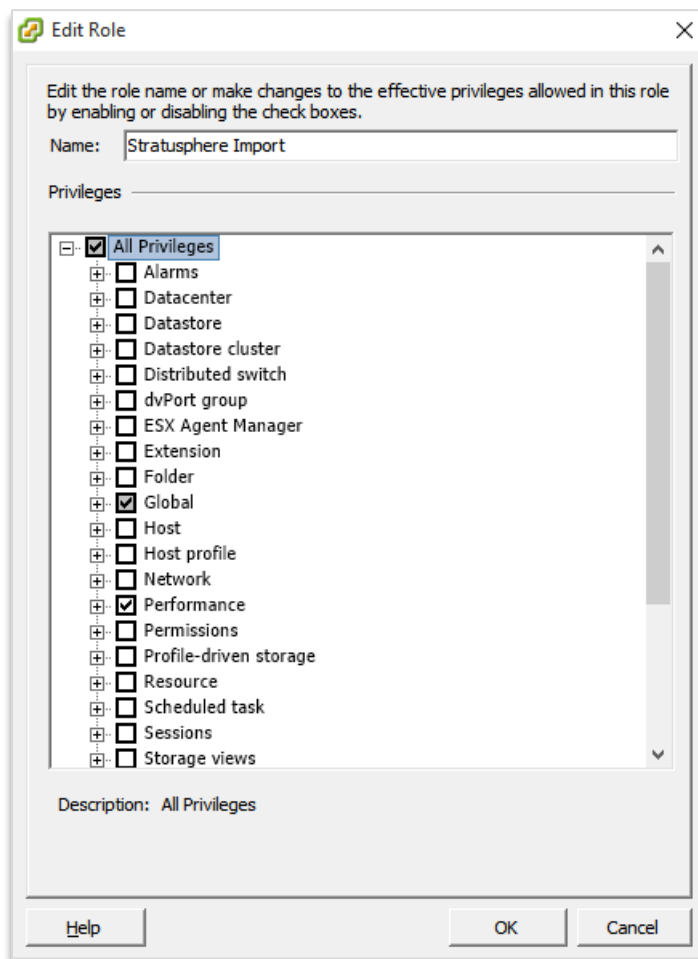 Edit Role
Edit the role name or make changes to the effective privileges allowed in this role
by enabling or disabling the check boxes.
Name: Stratusphere Import
Privileges
All Privileges
Alarms
Datacenter
Datastore
Datastore cluster
Distributed switch
dvPort group
ESX Agent Manager
Extension
Folder
Global
Host
Host profile
Network
Performance
Permissions
Profile-driven storage
Resource
Scheduled task
Sessions
Storage views
Description: All Privileges
Help OK Cancel